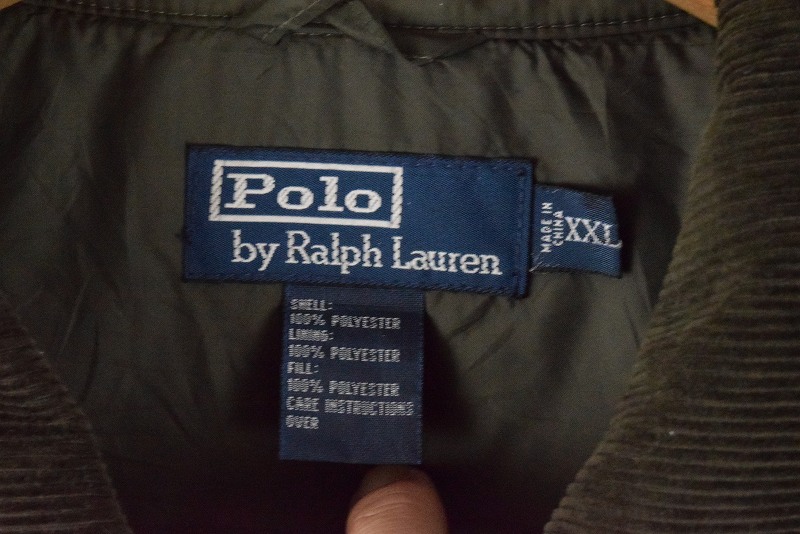 Polo
by Ralph Lauren
MADE IN
CHINA
XXL
SHELL:
100% POLYESTER
LINING:
100% POLYESTER
FILL:
100% POLYESTER
CARE INSTRUCTIONS
OVER